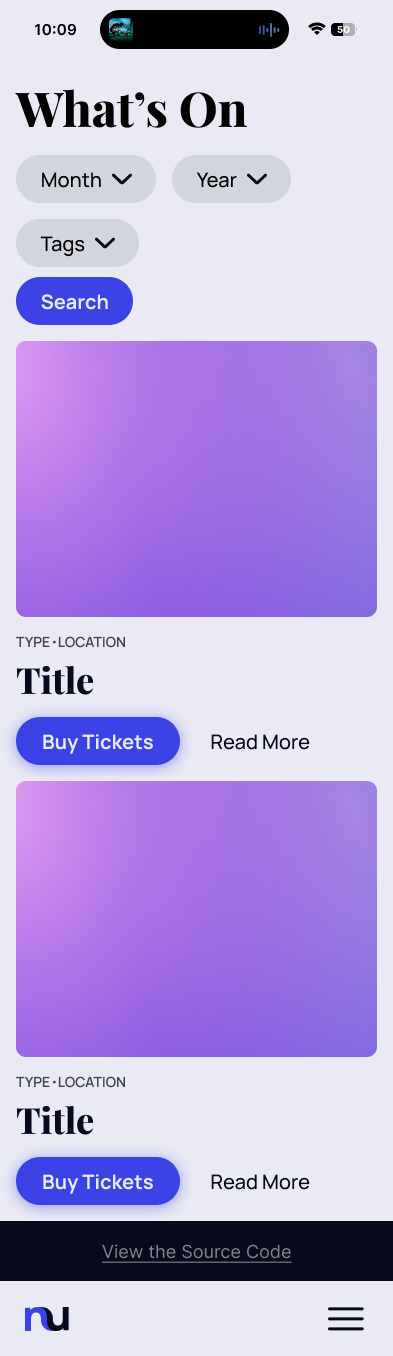 10:09
50
What's On
Month
Year
Tags
Search
TYPE•LOCATION
Title
Buy Tickets
Read More
TYPE•LOCATION
Title
Buy Tickets
Read More
View the Source Code
nu